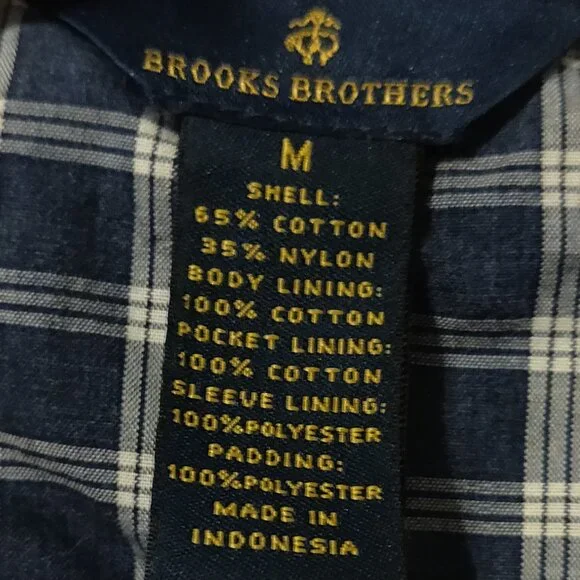 BROOKS BROTHERS
M
SHELL:
65% COTTON
35% NYLON
BODY LINING:
100% COTTON
POCKET LINING:
100% COTTON
SLEEVE LINING:
100%POLYESTER
PADDING:
100%POLYESTER
MADE IN
INDONESIA